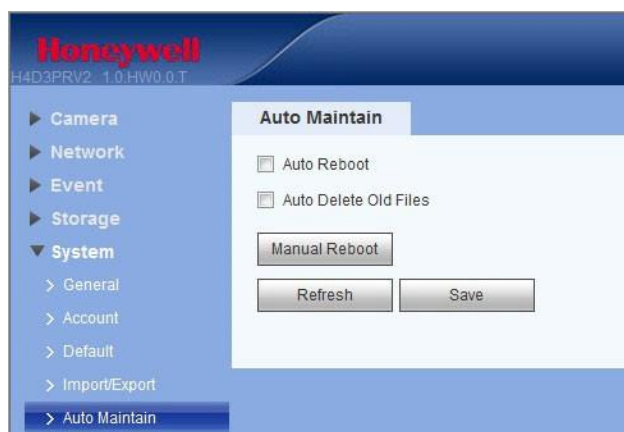 Honeywell
H4D3PRV2 1.0.HW0.0.T
Camera
Network
Event
Storage
System
General
Account
Default
Import/Export
Auto Maintain
Auto Maintain
Auto Reboot
Auto Delete Old Files
Manual Reboot
Refresh
Save